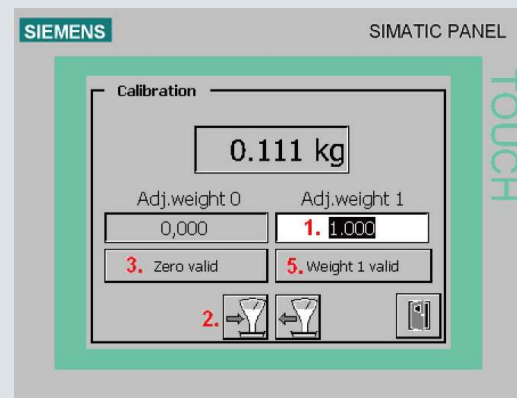 SIEMENS
SIMATIC PANEL
TOUCH
Calibration
0.111 kg
Adj.weight 0 Adj.weight 1
0,000 1. 1.000
3. Zero valid 5. Weight 1 valid
2.